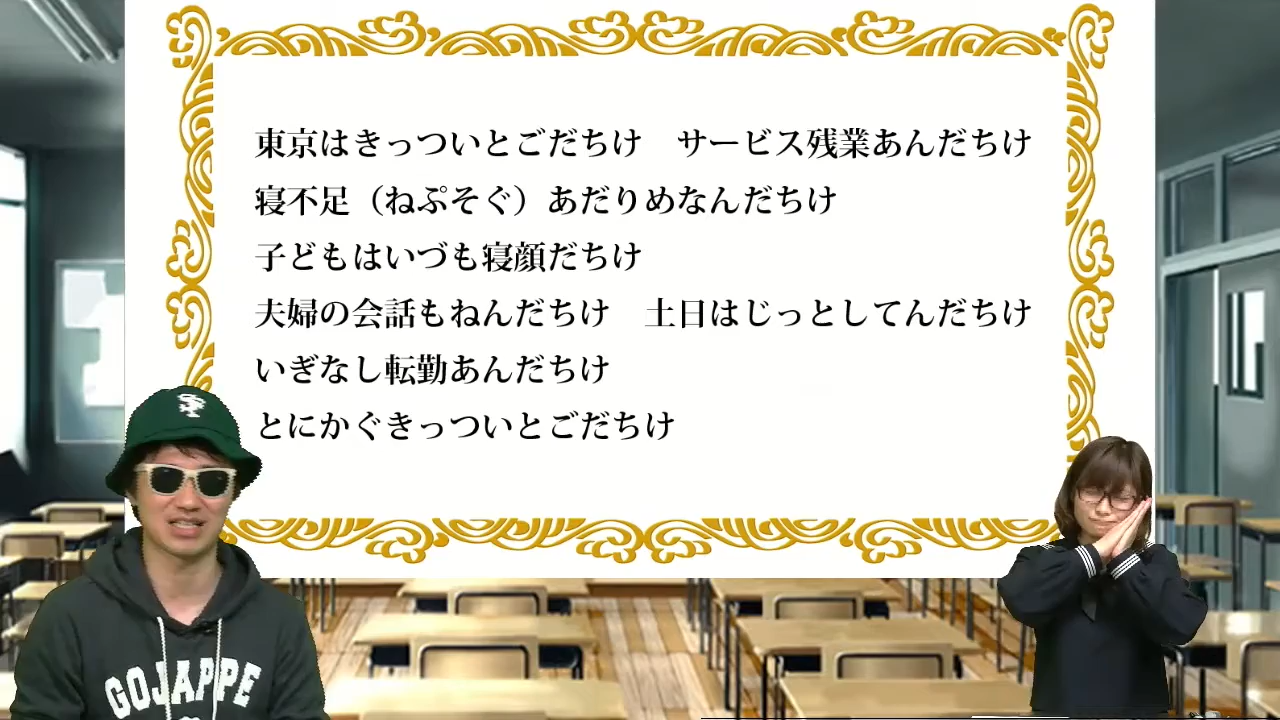 東京はきっついとごだちけ　サービス残業あんだちけ
寝不足（ねぷそぐ）あだりめなんだちけ
子どもはいづも寝顔だちけ
夫婦の会話もねんだちけ　土日はじっとしてんだちけ
いぎなし転勤あんだちけ
とにかぐきっついとごだちけ
GOJAPPE